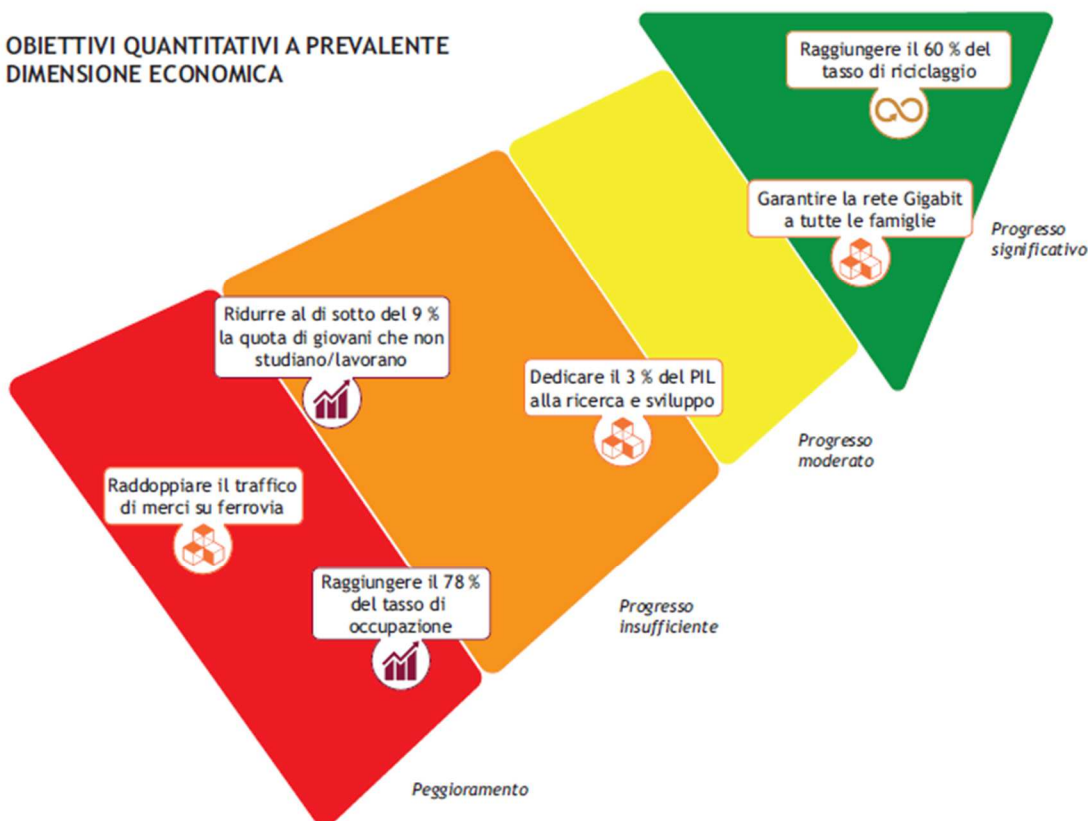 OBIETTIVI QUANTITATIVI A PREVALENTE
DIMENSIONE ECONOMICA
Raggiungere il 60 % del
tasso di riciclaggio
Garantire la rete Gigabit
a tutte le famiglie
Progresso
significativo
Ridurre al di sotto del 9 %
la quota di giovani che non
studiano/lavorano
Dedicare il 3 % del PIL
alla ricerca e sviluppo
Progresso
moderato
Raddoppiare il traffico
di merci su ferrovia
Raggiungere il 78 %
del tasso di
occupazione
Progresso
insufficiente
Peggioramento